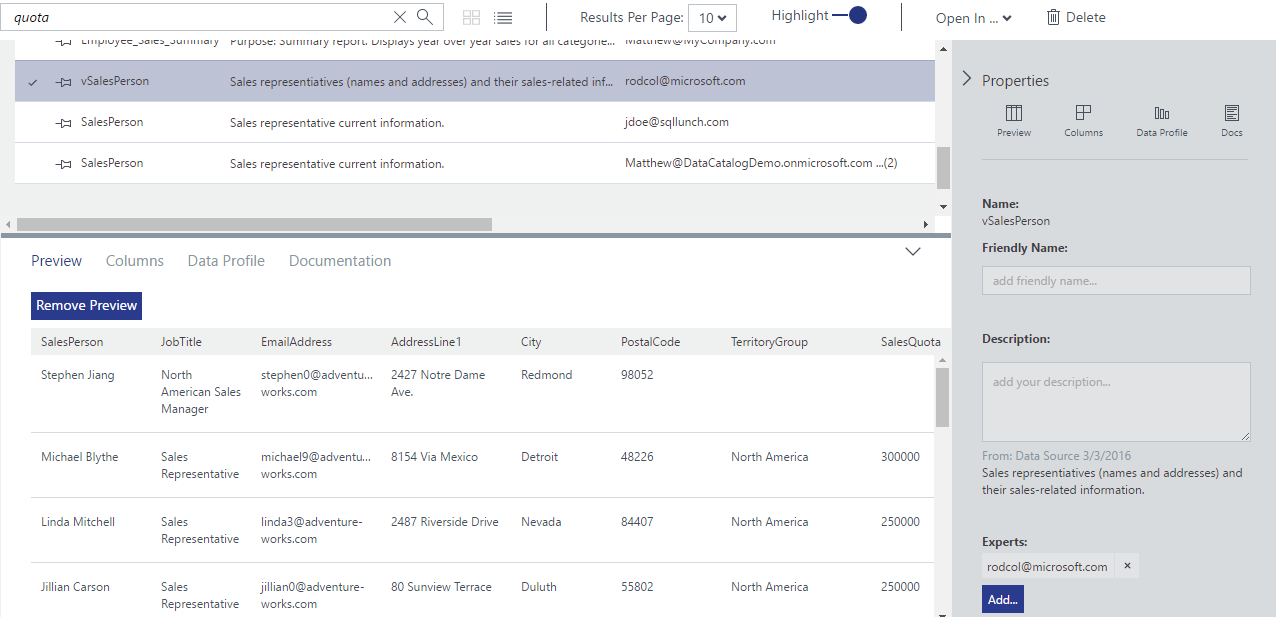 quota Results Per Page: 10 Highlight Open In ... Delete
Employee_Sales_Summary Purpose: Summary report. Displays year over year sales for all categorie... Matthew@MyCompany.com
vSalesPerson Sales representiatives (names and addresses) and their sales-related inf... rodcol@microsoft.com
SalesPerson Sales representative current information. jdoe@sqllunch.com
SalesPerson Sales representative current information. Matthew@DataCatalogDemo.onmicrosoft.com ...(2)
Preview Columns Data Profile Documentation
Remove Preview
SalesPerson JobTitle EmailAddress AddressLine1 City PostalCode TerritoryGroup SalesQuota
Stephen Jiang North stephen0@adventu... 2427 Notre Dame Redmond 98052
American Sales works.com Ave.
Manager
Michael Blythe Sales michael9@adventu... 8154 Via Mexico Detroit 48226 North America 300000
Representative works.com
Linda Mitchell Sales linda3@adventure- 2487 Riverside Drive Nevada 84407 North America 250000
Representative works.com
Jillian Carson Sales jillian0@adventure- 80 Sunview Terrace Duluth 55802 North America 250000
Representative works.com
Properties
Preview Columns Data Profile Docs
Name:
vSalesPerson
Friendly Name:
add friendly name...
Description:
add your description...
From: Data Source 3/3/2016
Sales representiatives (names and addresses) and
their sales-related information.
Experts:
rodcol@microsoft.com ×
Add...